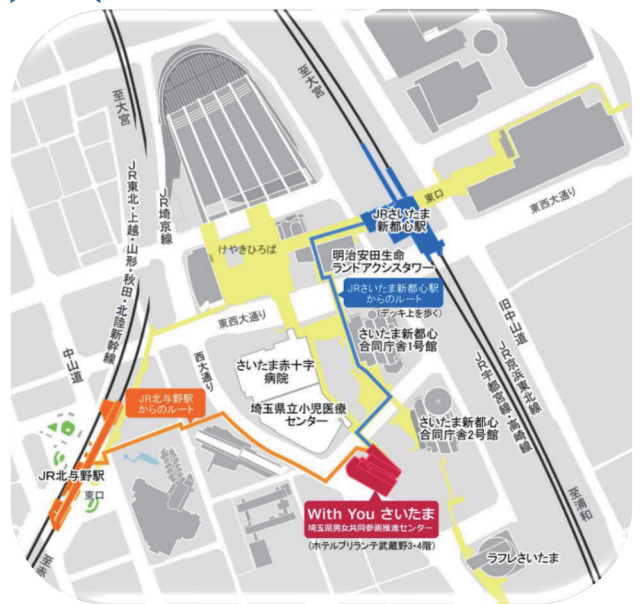 至大宮
至大宮
JR東北・上越・山形・秋田・北陸新幹線
JR埼京線
東口
JRさいたま
新都心駅
東西大通り
けやきひろば
明治安田生命
ランドアクシスタワー
JRさいたま新都心駅
からのルート
(デッキ上を歩く)
東西大通り
旧中山道
中山道
西大通り
さいたま新都心
合同庁舎1号館
さいたま赤十字
病院
JR京浜東北線
JR宇都宮線・高崎線
JR北与野駅
からのルート
埼玉県立小児医療
センター
さいたま新都心
合同庁舎2号館
H
JR北与野駅
東口
至浦和
With You さいたま
埼玉県男女共同参画推進センター
(ホテルブリランテ武蔵野3・4階)
ラフレさいたま
至赤